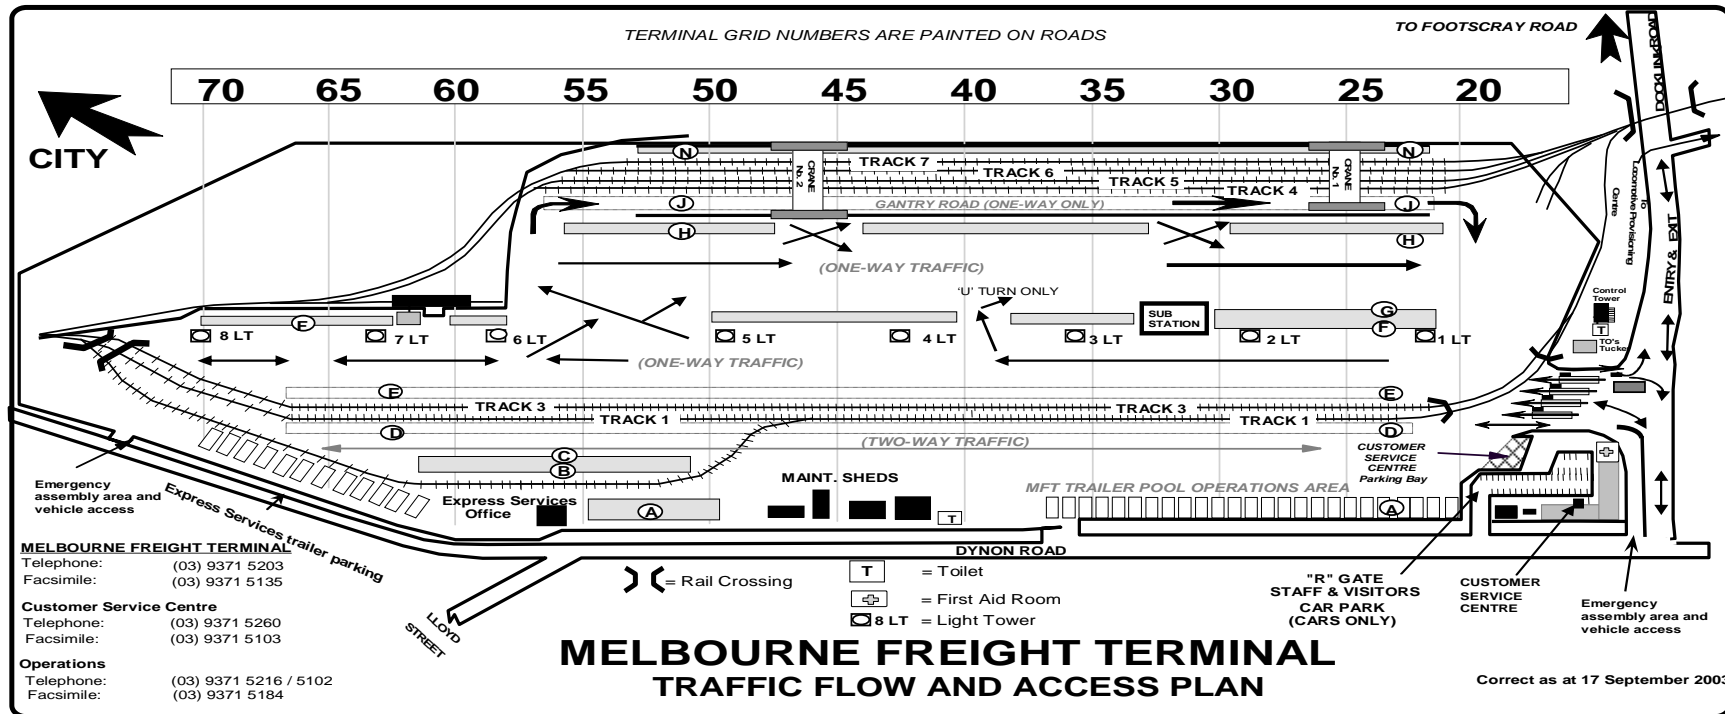 TERMINAL GRID NUMBERS ARE PAINTED ON ROADS
TO FOOTSCRAY ROAD
DOCKLINK ROAD
70 65 60 55 50 45 40 35 30 25 20
CITY
N
TRACK 7
TRACK 6
TRACK 5
TRACK 4
CRANE
No. 2
CRANE
No. 1
N
J
GANTRY ROAD (ONE-WAY ONLY)
J
H
H
(ONE-WAY TRAFFIC)
To
Locomotive Provisioning
Centre
ENTRY & EXIT
'U' TURN ONLY
SUB
STATION
G
F
F
8 LT
7 LT
6 LT
5 LT
4 LT
3 LT
2 LT
1 LT
Control
Tower
T
TO's
Tucker
(ONE-WAY TRAFFIC)
E
E
TRACK 3
TRACK 3
TRACK 1
TRACK 1
D
D
(TWO-WAY TRAFFIC)
C
B
CUSTOMER
SERVICE
CENTRE
Parking Bay
MAINT. SHEDS
MFT TRAILER POOL OPERATIONS AREA
Express Services
Office
A
T
A
Emergency
assembly area and
vehicle access
Express Services trailer parking
DYNON ROAD
LLOYD
STREET
MELBOURNE FREIGHT TERMINAL
Telephone: (03) 9371 5203
Facsimile: (03) 9371 5135
Customer Service Centre
Telephone: (03) 9371 5260
Facsimile: (03) 9371 5103
Operations
Telephone: (03) 9371 5216 / 5102
Facsimile: (03) 9371 5184
= Rail Crossing
T = Toilet
= First Aid Room
8 LT = Light Tower
"R" GATE
STAFF & VISITORS
CAR PARK
(CARS ONLY)
CUSTOMER
SERVICE
CENTRE
Emergency
assembly area and
vehicle access
MELBOURNE FREIGHT TERMINAL
TRAFFIC FLOW AND ACCESS PLAN
Correct as at 17 September 2003